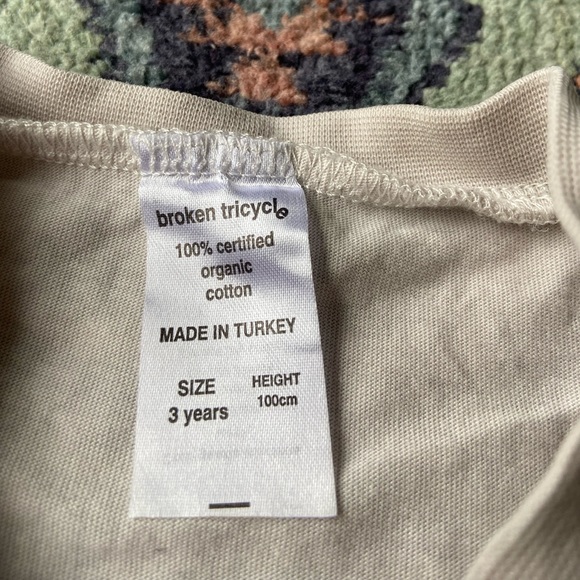 broken tricycle
100% certified
organic
cotton
MADE IN TURKEY
SIZE
3 years
HEIGHT
100cm